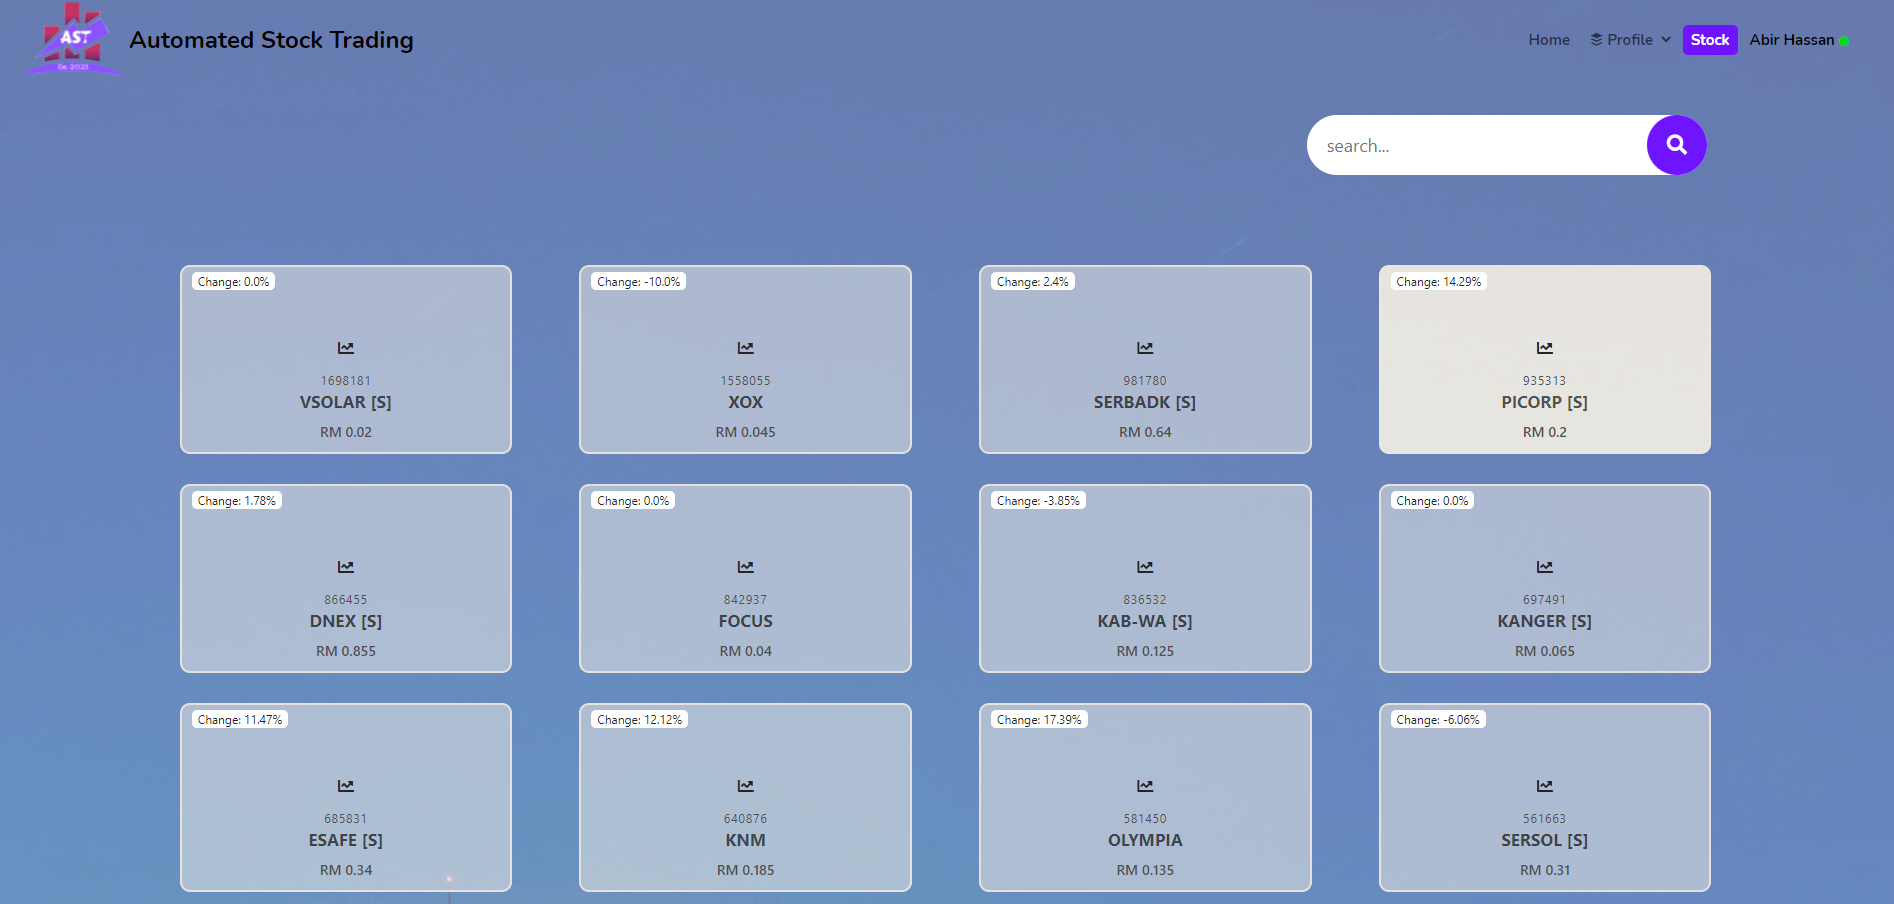 AST
Est. 2021
Automated Stock Trading
Home
Profile
Stock
Abir Hassan
search...
Change: 0.0%
1698181
VSOLAR [S]
RM 0.02
Change: -10.0%
1558055
XOX
RM 0.045
Change: 2.4%
981780
SERBADK [S]
RM 0.64
Change: 14.29%
935313
PICORP [S]
RM 0.2
Change: 1.78%
866455
DNEX [S]
RM 0.855
Change: 0.0%
842937
FOCUS
RM 0.04
Change: -3.85%
836532
KAB-WA [S]
RM 0.125
Change: 0.0%
697491
KANGER [S]
RM 0.065
Change: 11.47%
685831
ESAFE [S]
RM 0.34
Change: 12.12%
640876
KNM
RM 0.185
Change: 17.39%
581450
OLYMPIA
RM 0.135
Change: -6.06%
561663
SERSOL [S]
RM 0.31